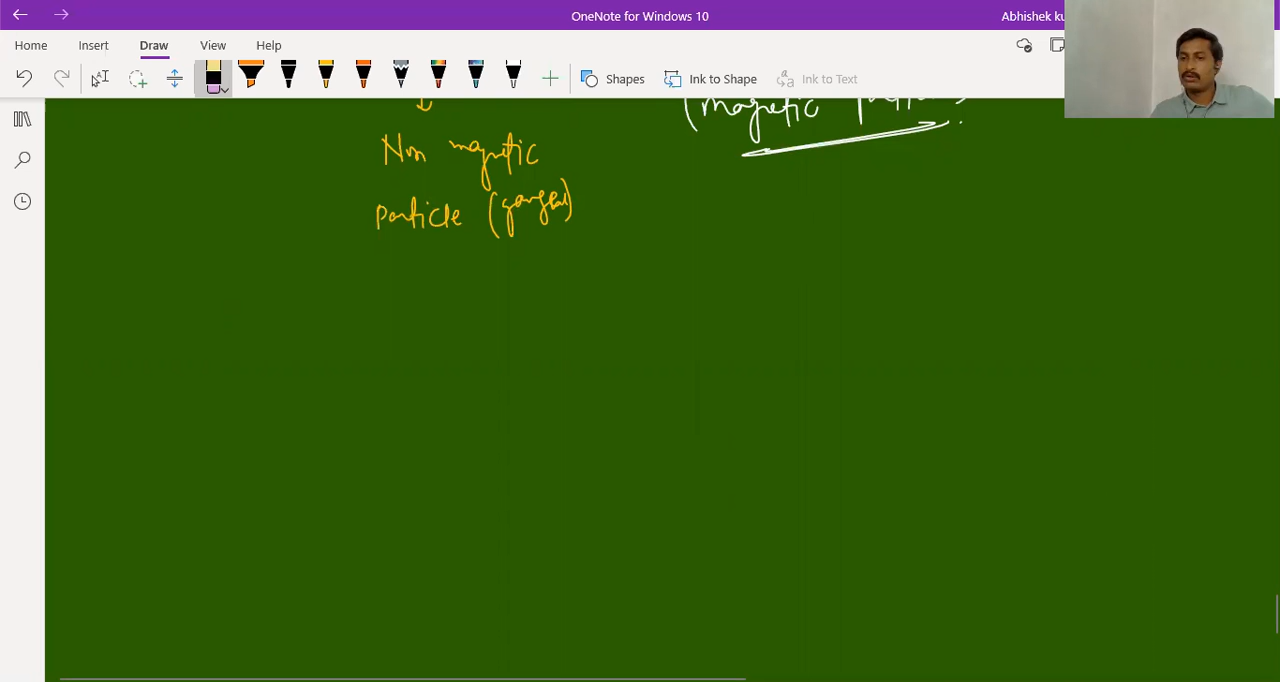 OneNote for Windows 10
Abhishek ku
Home Insert Draw View Help
Shapes Ink to Shape Ink to Text
(magnetic
Non magnetic
particle (gangue)